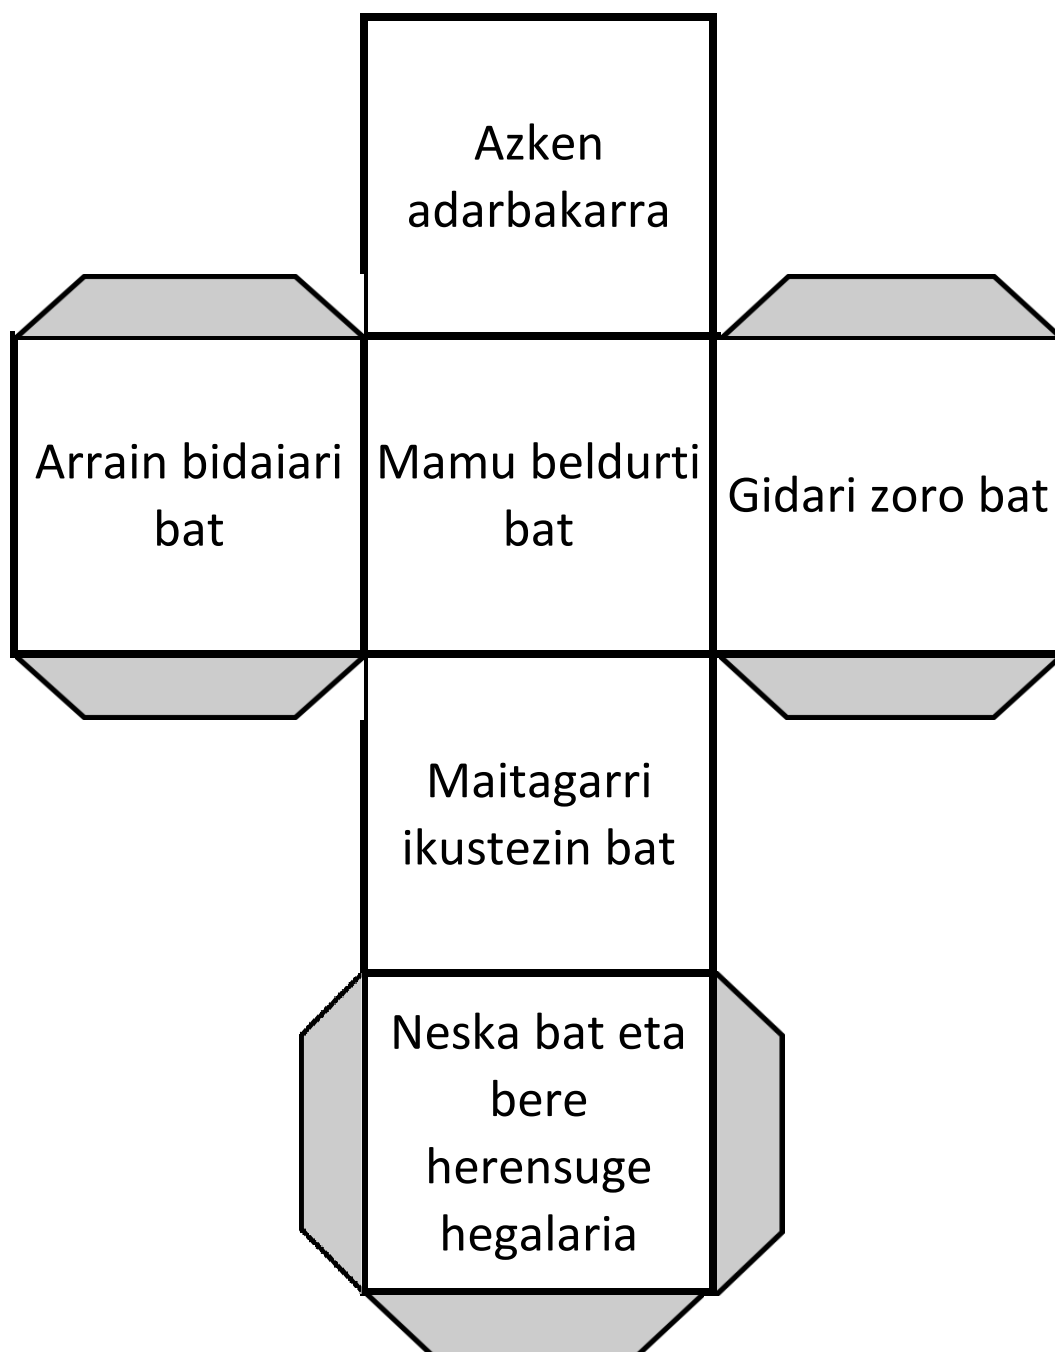 Azken
adarbakarra
Arrain bidaiari
bat
Mamu beldurti
bat
Gidari zoro bat
Maitagarri
ikustezin bat
Neska bat eta
bere
herensuge
hegalaria